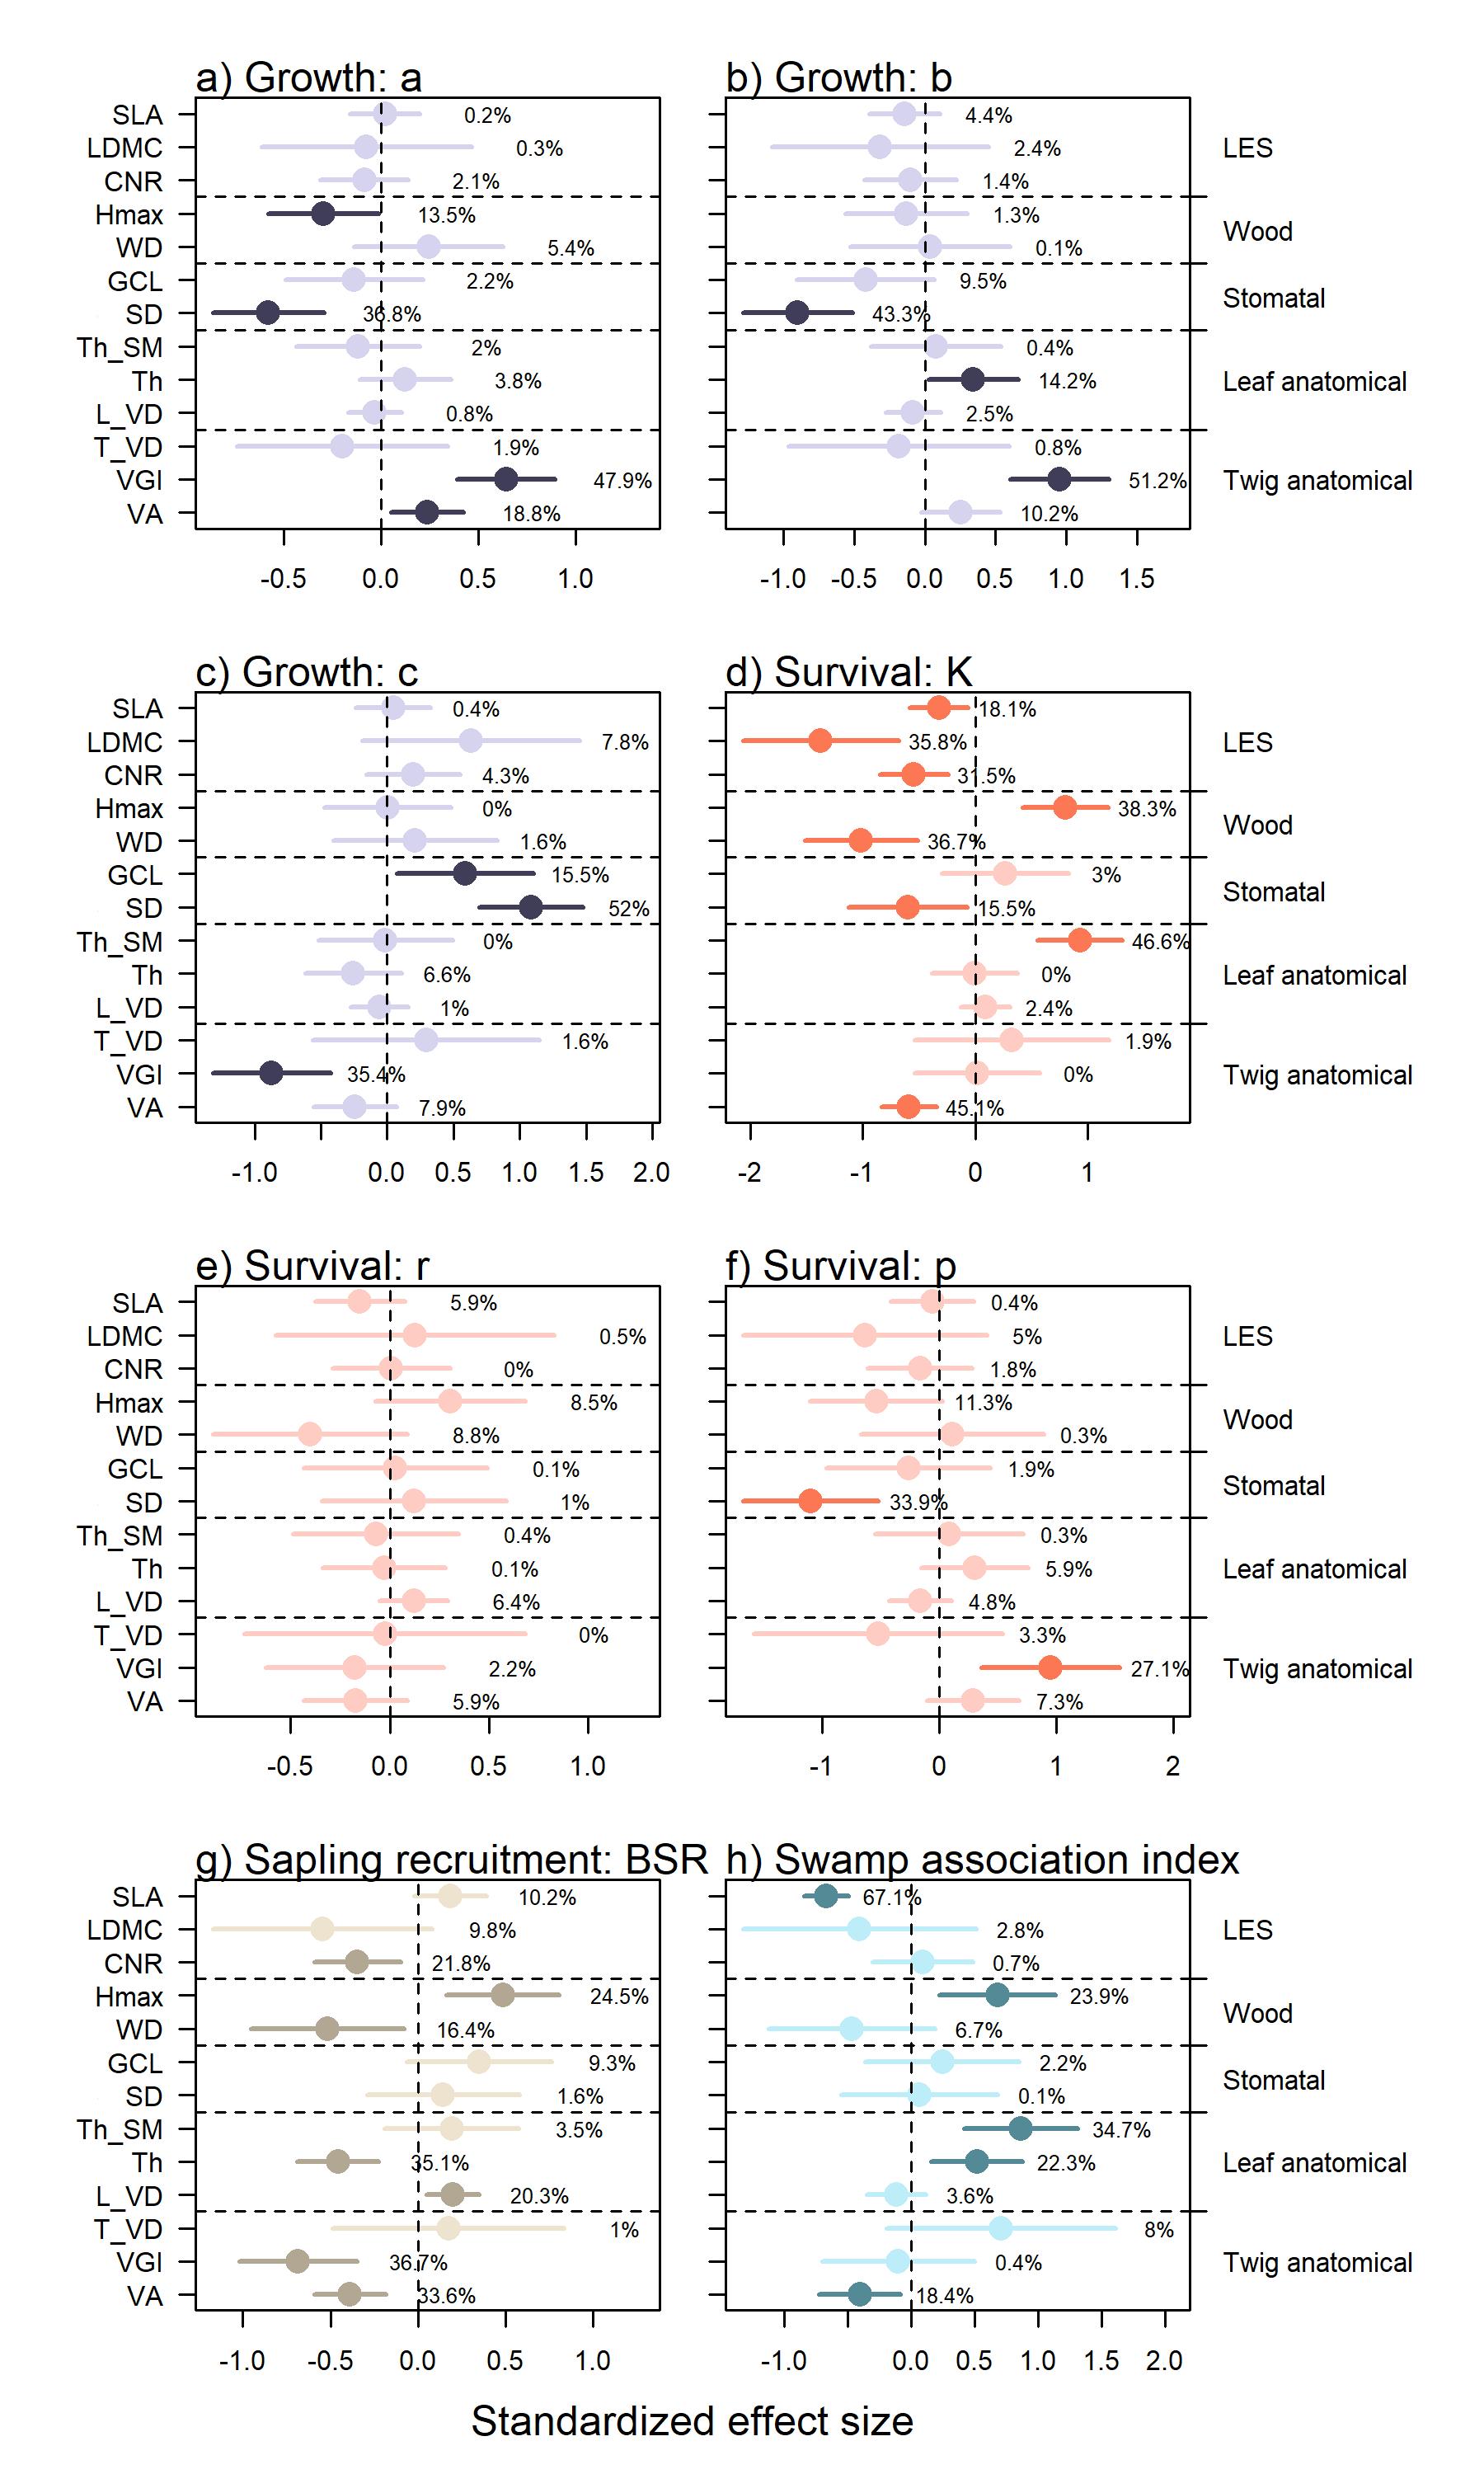 a) Growth: a b) Growth: b
SLA 0.2% 4.4%
LDMC 0.3% 2.4% LES
CNR 2.1% 1.4%
Hmax 13.5% 1.3%
Wood
WD 5.4% 0.1%
GCL 2.2% 9.5%
Stomatal
SD 36.8% 43.3%
Th_SM 2% 0.4%
Th 3.8% 14.2% Leaf anatomical
L_VD 0.8% 2.5%
T_VD 1.9% 0.8%
VGI 47.9% 51.2% Twig anatomical
VA 18.8% 10.2%
-0.5 0.0 0.5 1.0 -1.0 -0.5 0.0 0.5 1.0 1.5
c) Growth: c d) Survival: K
SLA 0.4% 18.1%
LDMC 7.8% 35.8% LES
CNR 4.3% 31.5%
Hmax 0% 38.3%
Wood
WD 1.6% 36.7%
GCL 15.5% 3%
Stomatal
SD 52% 15.5%
Th_SM 0% 46.6%
Th 6.6% 0% Leaf anatomical
L_VD 1% 2.4%
T_VD 1.6% 1.9%
VGI 35.4% 0% Twig anatomical
VA 7.9% 45.1%
-1.0 0.0 0.5 1.0 1.5 2.0 -2 -1 0 1
e) Survival: r f) Survival: p
SLA 5.9% 0.4%
LDMC 0.5% 5% LES
CNR 0% 1.8%
Hmax 8.5% 11.3%
Wood
WD 8.8% 0.3%
GCL 0.1% 1.9%
Stomatal
SD 1% 33.9%
Th_SM 0.4% 0.3%
Th 0.1% 5.9% Leaf anatomical
L_VD 6.4% 4.8%
T_VD 0% 3.3%
VGI 2.2% 27.1% Twig anatomical
VA 5.9% 7.3%
-0.5 0.0 0.5 1.0 -1 0 1 2
g) Sapling recruitment: BSR h) Swamp association index
SLA 10.2% 67.1%
LDMC 9.8% 2.8% LES
CNR 21.8% 0.7%
Hmax 24.5% 23.9%
Wood
WD 16.4% 6.7%
GCL 9.3% 2.2%
Stomatal
SD 1.6% 0.1%
Th_SM 3.5% 34.7%
Th 35.1% 22.3% Leaf anatomical
L_VD 20.3% 3.6%
T_VD 1% 8%
VGI 36.7% 0.4% Twig anatomical
VA 33.6% 18.4%
-1.0 -0.5 0.0 0.5 1.0 -1.0 0.0 0.5 1.0 1.5 2.0
Standardized effect size